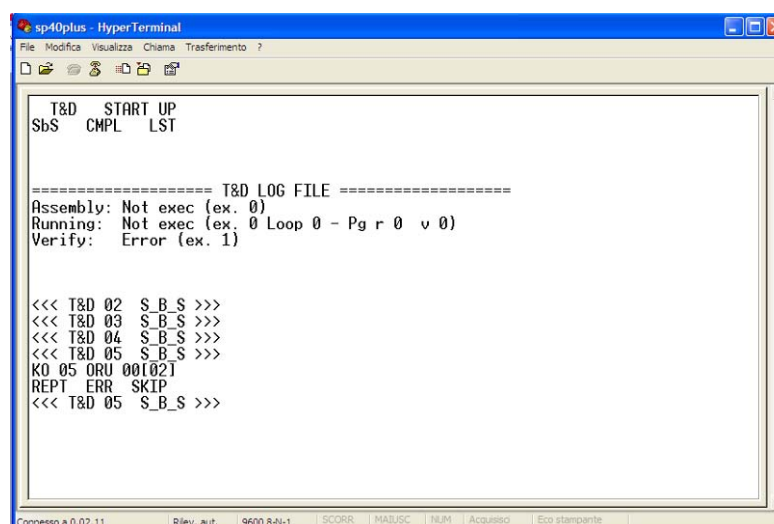 sp40plus - HyperTerminal
File Modifica Visualizza Chiama Trasferimento ?
T&D START UP
SbS CMPL LST
==================== T&D LOG FILE ===================
Assembly: Not exec (ex. 0)
Running: Not exec (ex. 0 Loop 0 - Pg r 0 v 0)
Verify: Error (ex. 1)
<<< T&D 02 S_B_S >>>
<<< T&D 03 S_B_S >>>
<<< T&D 04 S_B_S >>>
<<< T&D 05 S_B_S >>>
KO 05 ORU 00[02]
REPT ERR SKIP
<<< T&D 05 S_B_S >>>
Connesso a 0.02.11 Rilev. aut. 9600 8-N-1 SCORR MAIUSC NUM Acquisisci Eco stampante